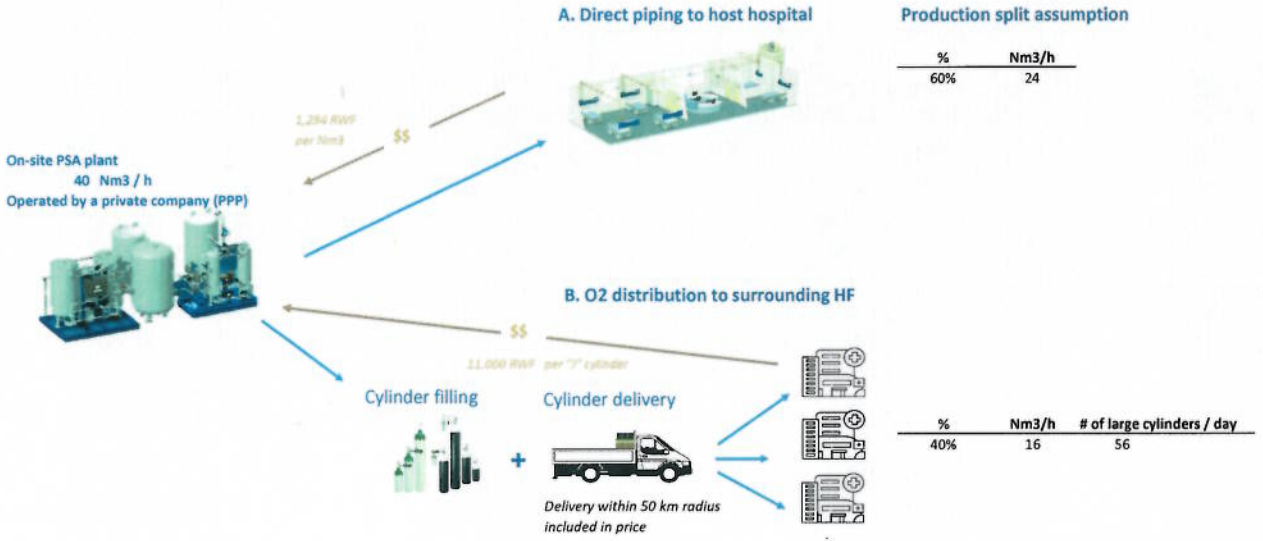 A. Direct piping to host hospital
Production split assumption
% Nm3/h
60% 24
1,294 RWF
per Nm3
$$
On-site PSA plant
40 Nm3 / h
Operated by a private company (PPP)
B. O2 distribution to surrounding HF
$$
11,000 RWF per "J" cylinder
Cylinder filling
Cylinder delivery
% Nm3/h # of large cylinders / day
40% 16 56
+
Delivery within 50 km radius
included in price